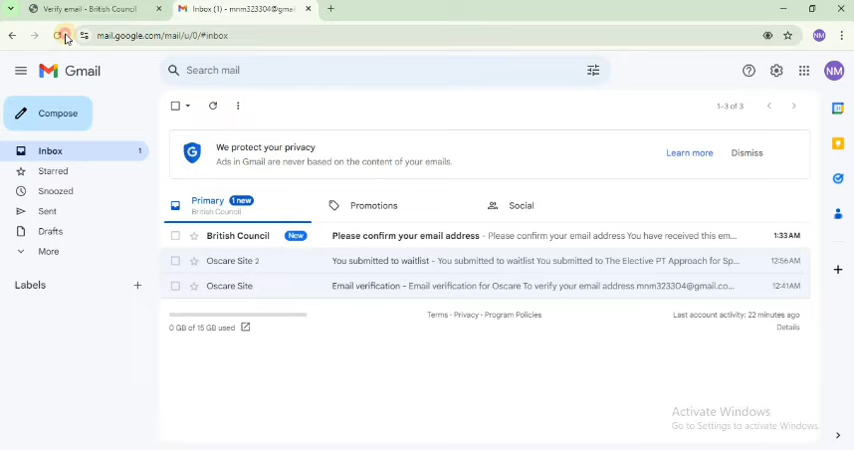 Verify email - British Council
Inbox (1) - mnm323304@gmai
mail.google.com/mail/u/0/#inbox
NM
Gmail
Search mail
NM
Compose
1–3 of 3
Inbox 1
Starred
Snoozed
Sent
Drafts
More
Labels
We protect your privacy
Ads in Gmail are never based on the content of your emails.
Learn more
Dismiss
Primary 1 new
British Council
Promotions
Social
British Council New Please confirm your email address - Please confirm your email address You have received this em... 1:33 AM
Oscare Site 2 You submitted to waitlist - You submitted to waitlist You submitted to The Elective PT Approach for Sp... 12:56 AM
Oscare Site Email verification - Email verification for Oscare To verify your email address mnm323304@gmail.co... 12:41 AM
0 GB of 15 GB used
Terms · Privacy · Program Policies
Last account activity: 22 minutes ago
Details
Activate Windows
Go to Settings to activate Windows.